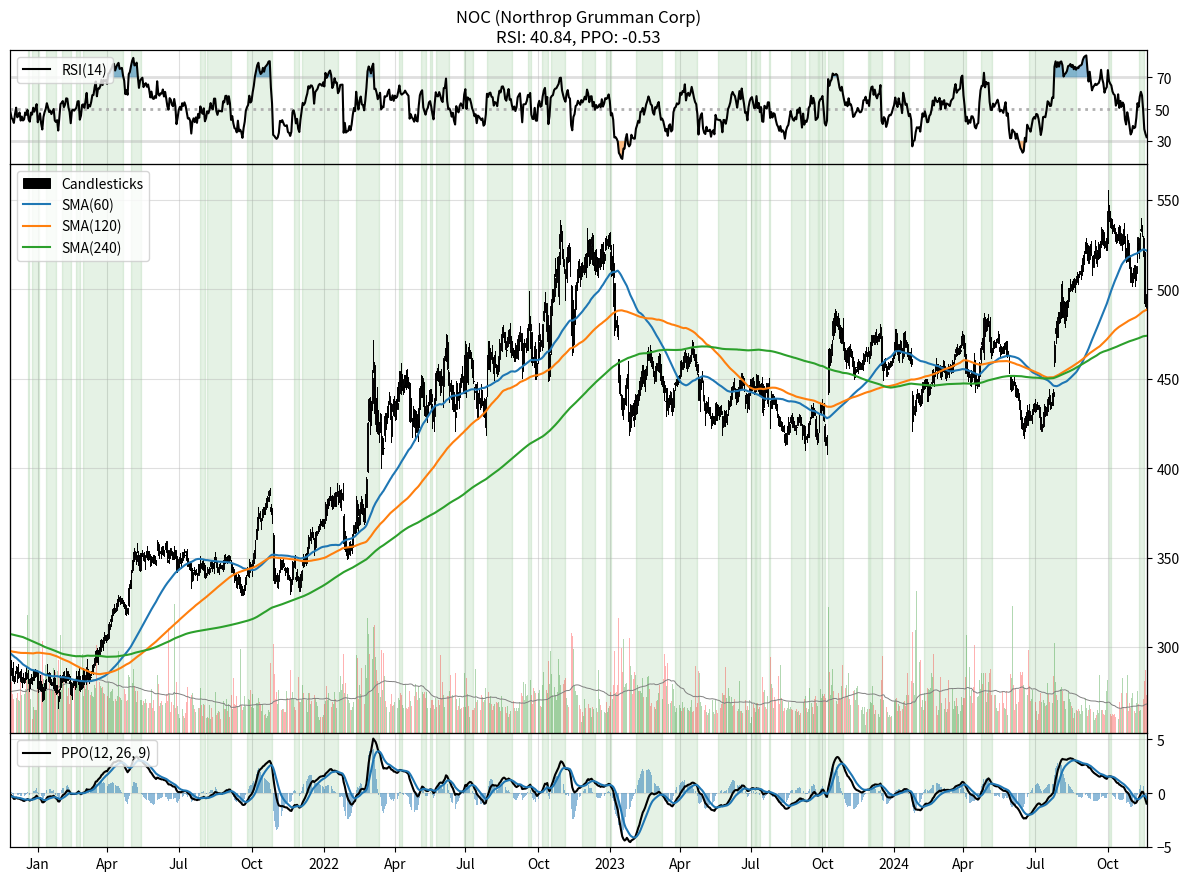 NOC (Northrop Grumman Corp)
RSI: 40.84, PPO: -0.53
RSI(14)
70
50
30
Candlesticks
SMA(60)
SMA(120)
SMA(240)
550
500
450
400
350
300
PPO(12, 26, 9)
5
0
−5
Jan Apr Jul Oct 2022 Apr Jul Oct 2023 Apr Jul Oct 2024 Apr Jul Oct